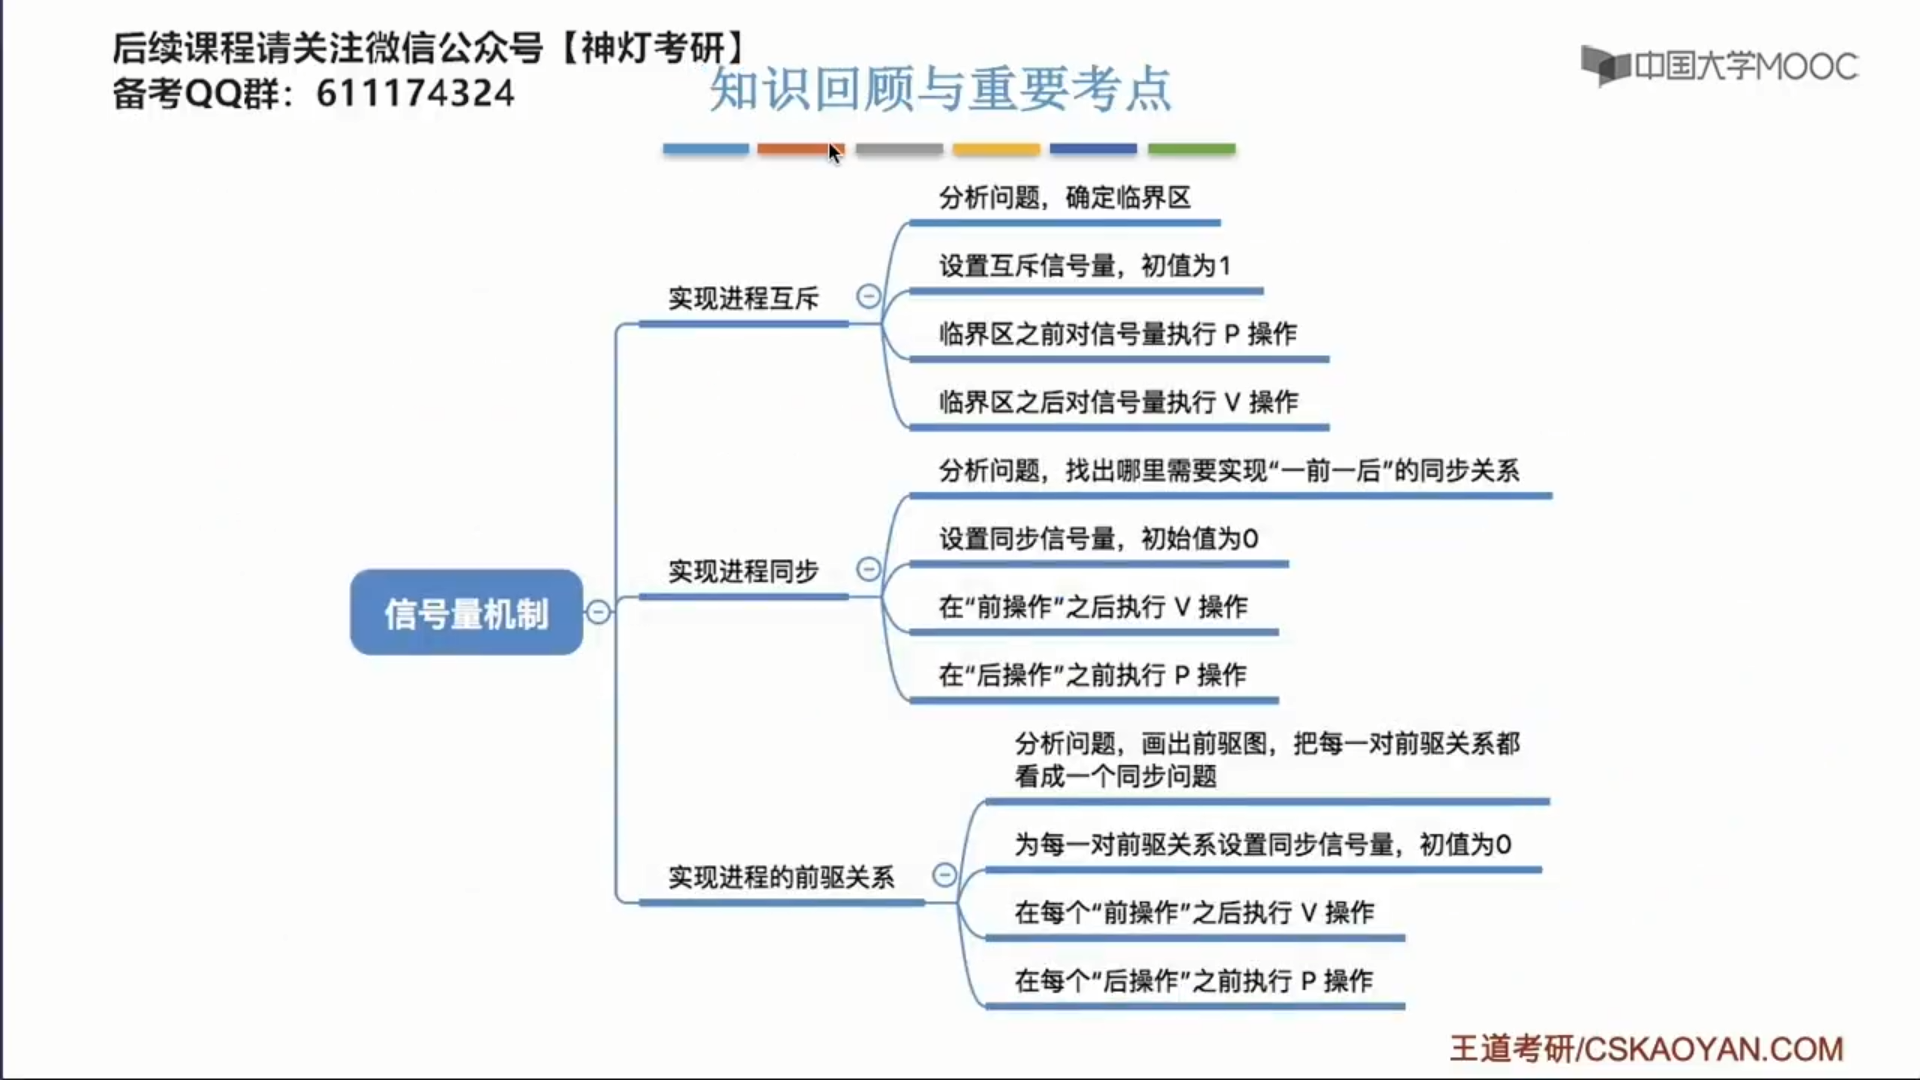 后续课程请关注微信公众号【神灯考研】
备考QQ群：611174324
中国大学MOOC
知识回顾与重要考点
信号量机制
实现进程互斥
分析问题，确定临界区
设置互斥信号量，初值为1
临界区之前对信号量执行 P 操作
临界区之后对信号量执行 V 操作
实现进程同步
分析问题，找出哪里需要实现“一前一后”的同步关系
设置同步信号量，初始值为0
在“前操作”之后执行 V 操作
在“后操作”之前执行 P 操作
实现进程的前驱关系
分析问题，画出前驱图，把每一对前驱关系都
看成一个同步问题
为每一对前驱关系设置同步信号量，初值为0
在每个“前操作”之后执行 V 操作
在每个“后操作”之前执行 P 操作
王道考研/CSKAOYAN.COM